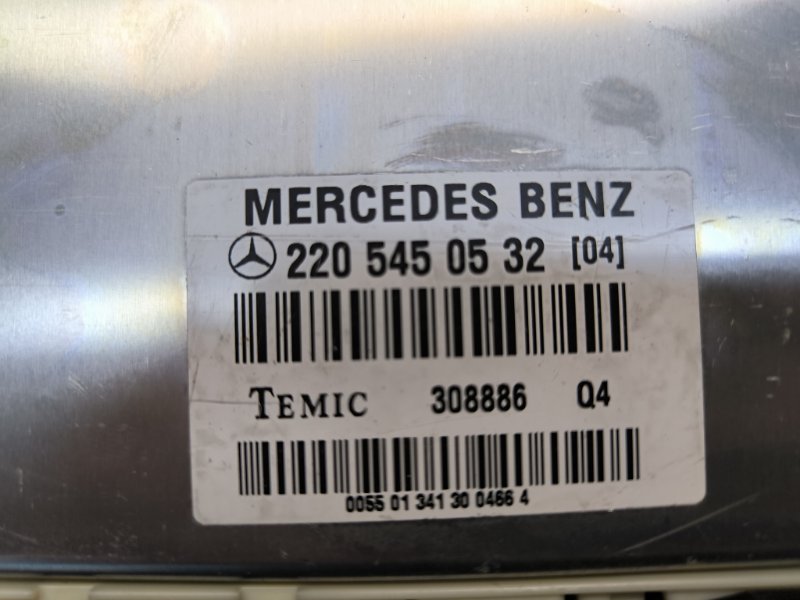 MERCEDES BENZ
220 545 05 32 [04]
TEMIC 308886 Q4
0055 01 341 30 0466 4